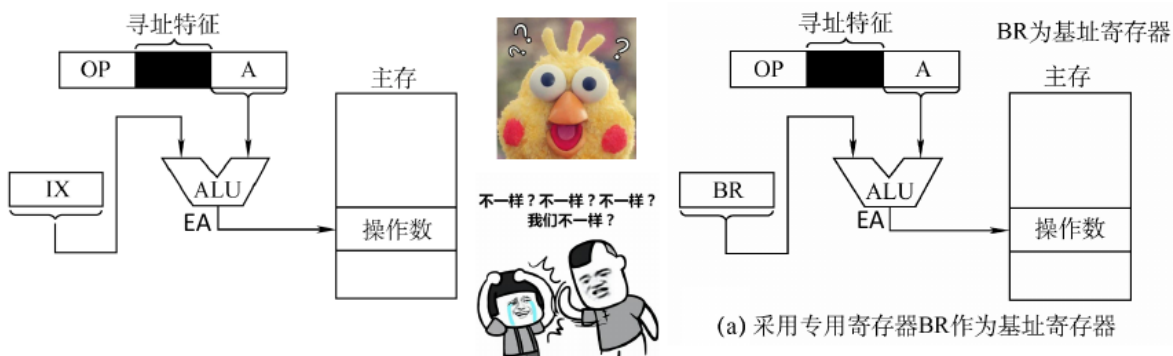 寻址特征
OP
A
主存
IX
ALU
EA
操作数
? ? ?
?
不一样？不一样？不一样？
我们不一样？
寻址特征
BR为基址寄存器
OP
A
主存
BR
ALU
EA
操作数
(a) 采用专用寄存器BR作为基址寄存器